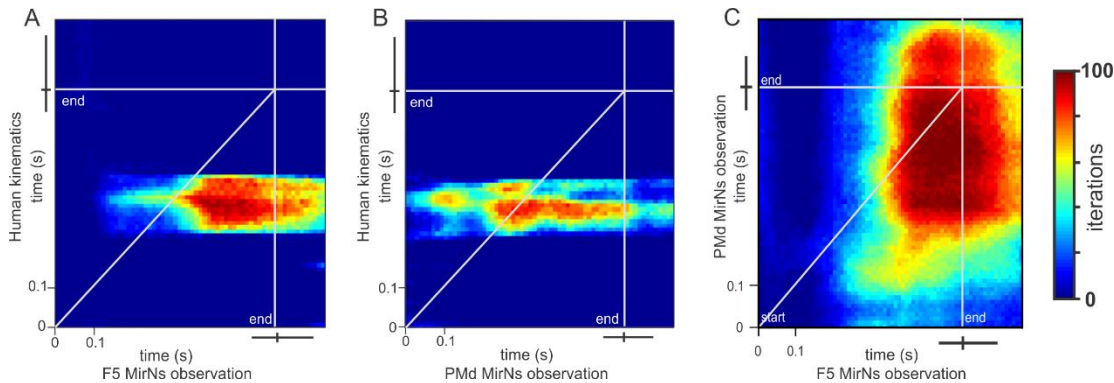 A
Human kinematics
time (s)
end
0.1
0
end
0
0.1
time (s)
F5 MirNs observation
B
Human kinematics
time (s)
end
0.1
0
end
0
0.1
time (s)
PMd MirNs observation
C
PMd MirNs observation
time (s)
end
0.1
0
start
end
0
0.1
time (s)
F5 MirNs observation
100
iterations
0